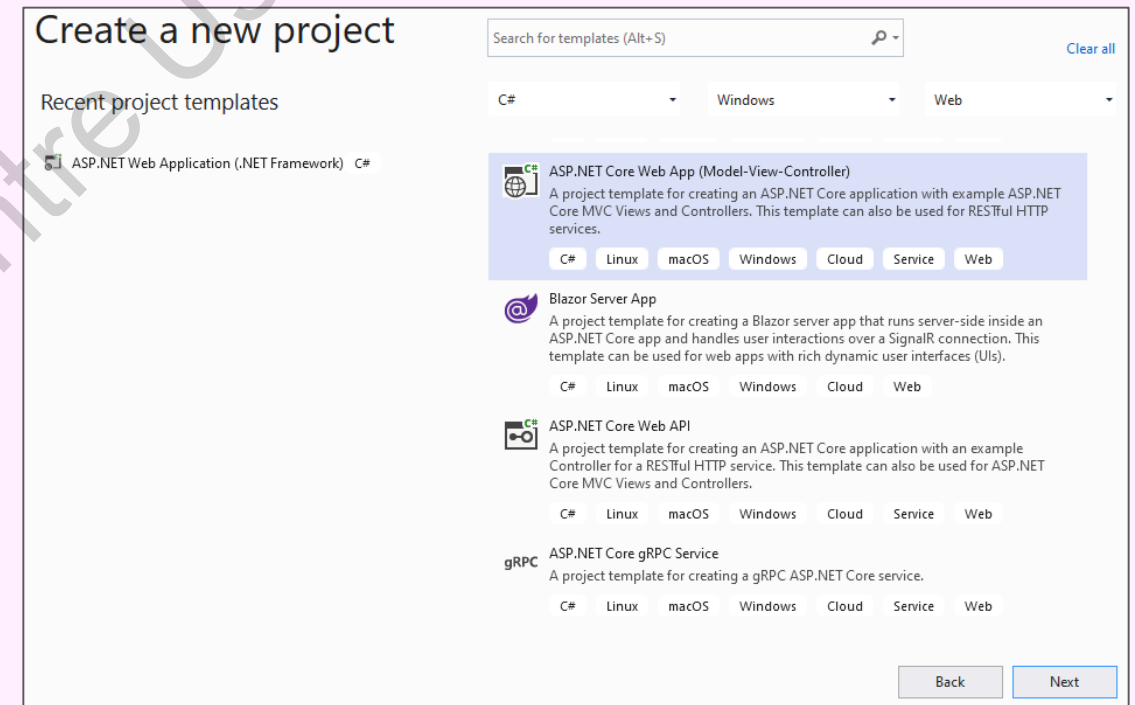 Create a new project
Search for templates (Alt+S)
Clear all
Recent project templates
C#
Windows
Web
ASP.NET Web Application (.NET Framework) C#
C#
ASP.NET Core Web App (Model-View-Controller)
A project template for creating an ASP.NET Core application with example ASP.NET
Core MVC Views and Controllers. This template can also be used for RESTful HTTP
services.
C# Linux macOS Windows Cloud Service Web
Blazor Server App
A project template for creating a Blazor server app that runs server-side inside an
ASP.NET Core app and handles user interactions over a SignalR connection. This
template can be used for web apps with rich dynamic user interfaces (UIs).
C# Linux macOS Windows Cloud Web
C#
ASP.NET Core Web API
A project template for creating an ASP.NET Core application with an example
Controller for a RESTful HTTP service. This template can also be used for ASP.NET
Core MVC Views and Controllers.
C# Linux macOS Windows Cloud Service Web
gRPC
ASP.NET Core gRPC Service
A project template for creating a gRPC ASP.NET Core service.
C# Linux macOS Windows Cloud Service Web
Back
Next